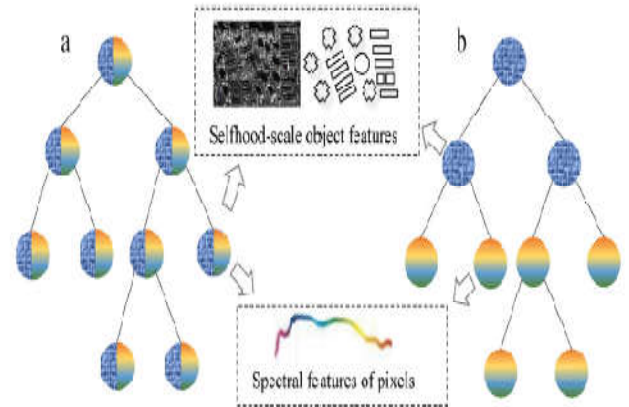 a
b
Selfhood-scale object features
Spectral features of pixels